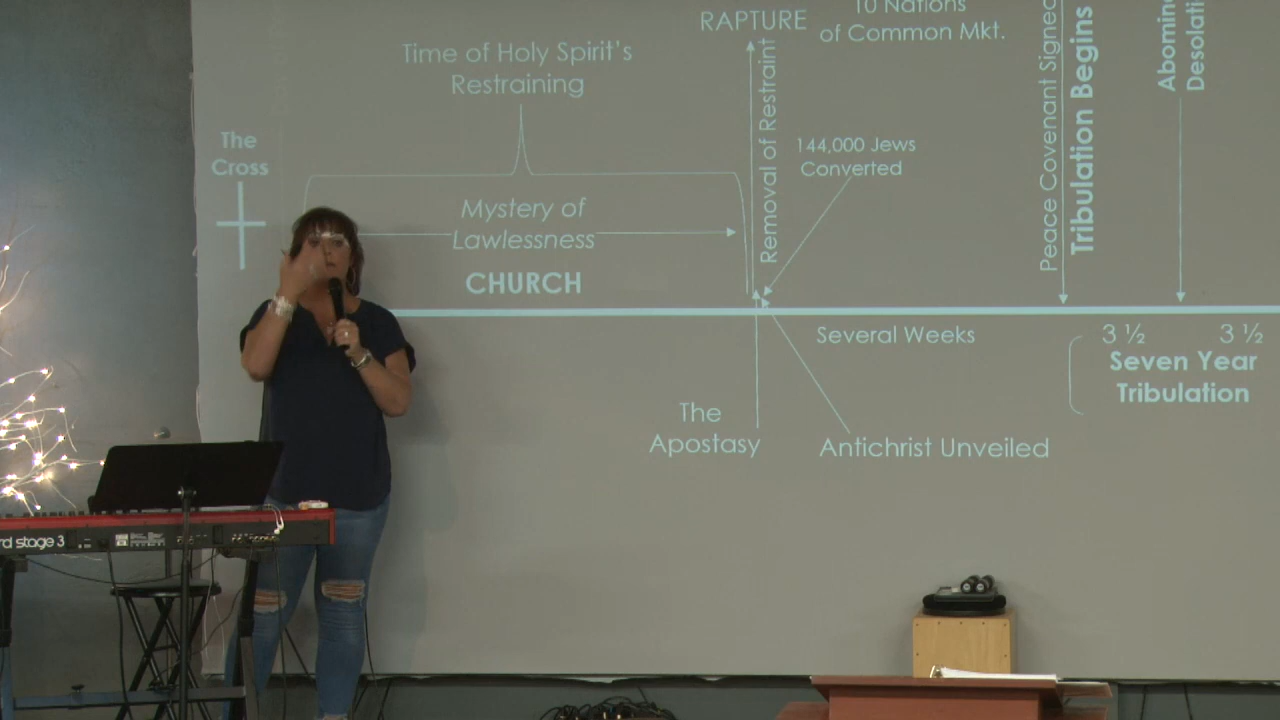 10 Nations
of Common Mkt.
RAPTURE
Time of Holy Spirit's
Restraining
The
Cross
Removal of Restraint
144,000 Jews
Converted
Peace Covenant Signed
Tribulation Begins
Mystery of
Lawlessness
CHURCH
Several Weeks
3 ½ 3 ½
Seven Year
Tribulation
The
Apostasy
Antichrist Unveiled
stage 3